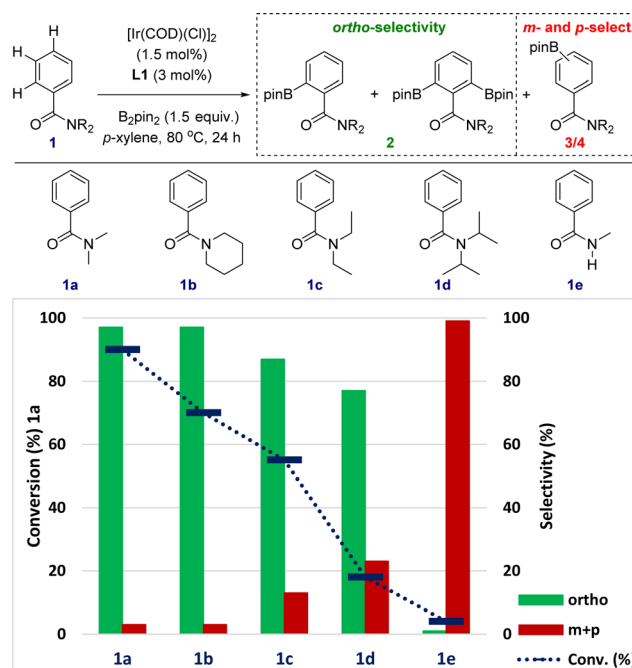 [Ir(COD)(Cl)]2
(1.5 mol%)
L1 (3 mol%)
B2pin2 (1.5 equiv.)
p-xylene, 80 °C, 24 h
H
H
H
O
NR2
1
ortho-selectivity
pinB
O
NR2
+
pinB
Bpin
O
NR2
2
+
m- and p-select
pinB
O
NR2
3/4
O
N
1a
O
N
1b
O
N
1c
O
N
1d
O
N
H
1e
Conversion (%) 1a
100
80
60
40
20
0
1a
1b
1c
1d
1e
100
80
60
40
20
0
Selectivity (%)
ortho
m+p
Conv. (%)